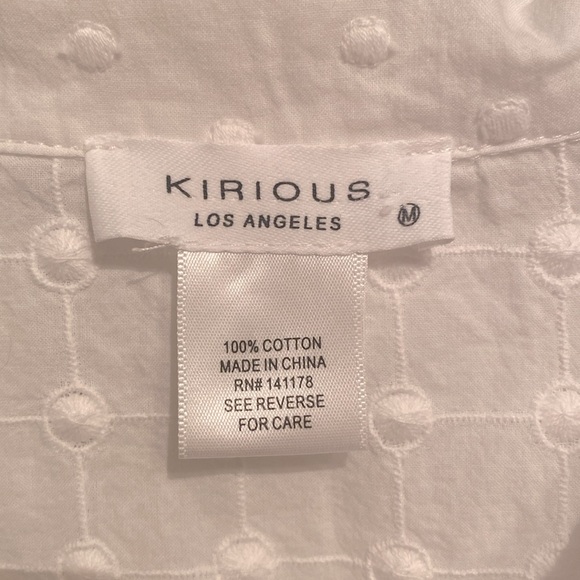 KIRIOUS
LOS ANGELES M
100% COTTON
MADE IN CHINA
RN# 141178
SEE REVERSE
FOR CARE